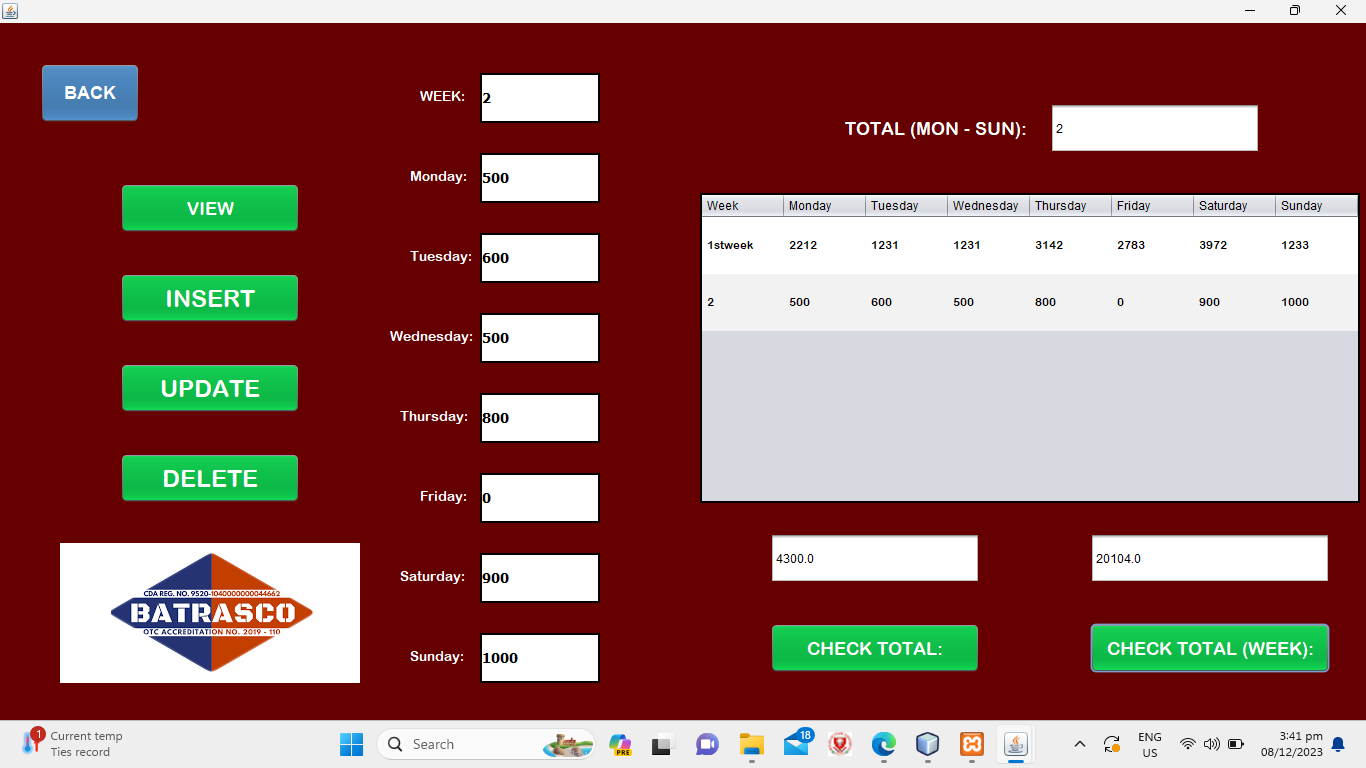 BACK
VIEW
INSERT
UPDATE
DELETE
CDA REG. NO. 9520-1040000000044662
BATRASCO
OTC ACCREDITATION NO. 2019 - 110
WEEK: 2
Monday: 500
Tuesday: 600
Wednesday: 500
Thursday: 800
Friday: 0
Saturday: 900
Sunday: 1000
TOTAL (MON - SUN): 2
Week Monday Tuesday Wednesday Thursday Friday Saturday Sunday
1stweek 2212 1231 1231 3142 2783 3972 1233
2 500 600 500 800 0 900 1000
4300.0 20104.0
CHECK TOTAL: CHECK TOTAL (WEEK):
1 Current temp
Ties record
Search
PRE
18
ENG
US
3:41 pm
08/12/2023